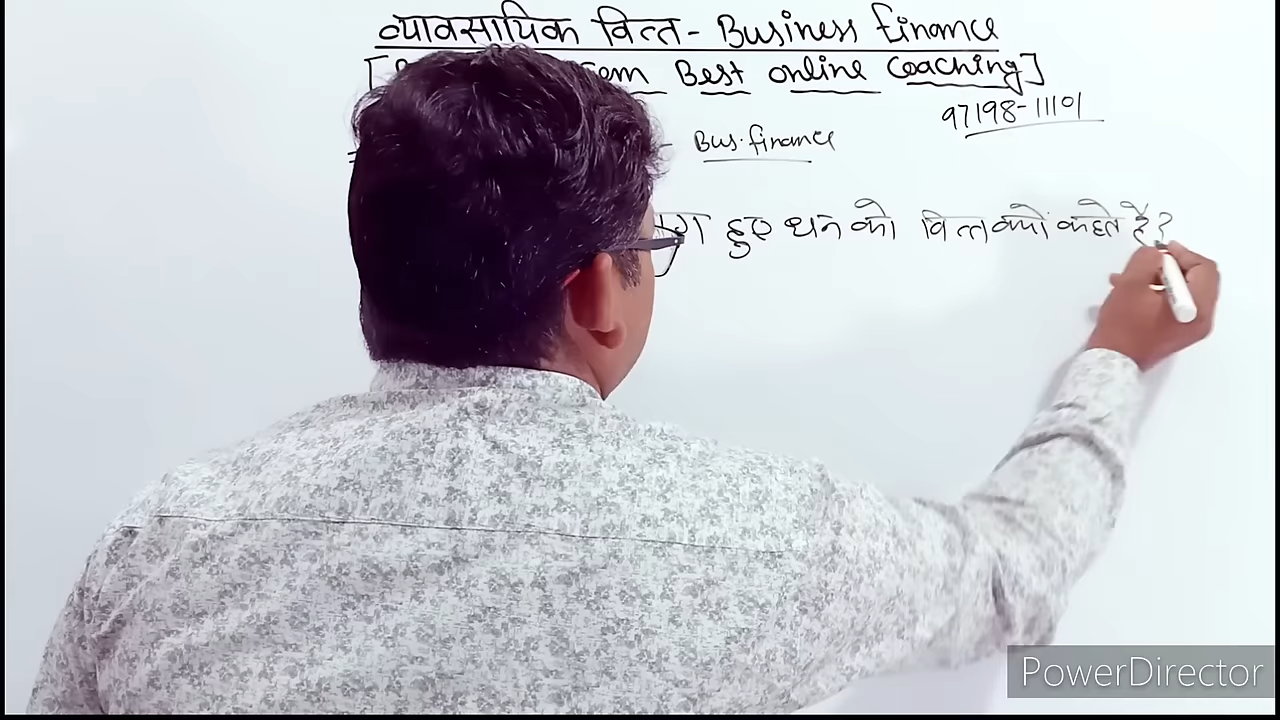 व्यावसायिक वित्त - Business finance
Best online Coaching]
97198-11101
Bus. finance
हुए धन को वित्त क्यों कहते है?
PowerDirector